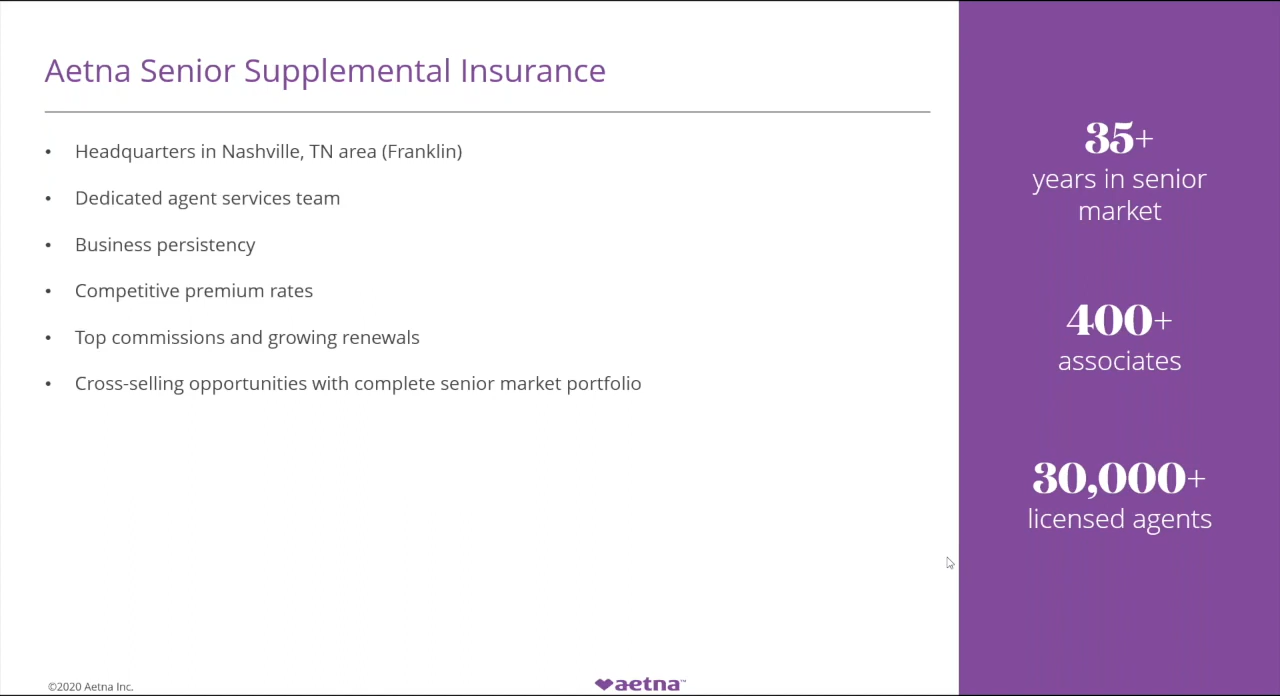 Aetna Senior Supplemental Insurance
• Headquarters in Nashville, TN area (Franklin)
• Dedicated agent services team
• Business persistency
• Competitive premium rates
• Top commissions and growing renewals
• Cross-selling opportunities with complete senior market portfolio
35+
years in senior
market
400+
associates
30,000+
licensed agents
©2020 Aetna Inc.
aetna™